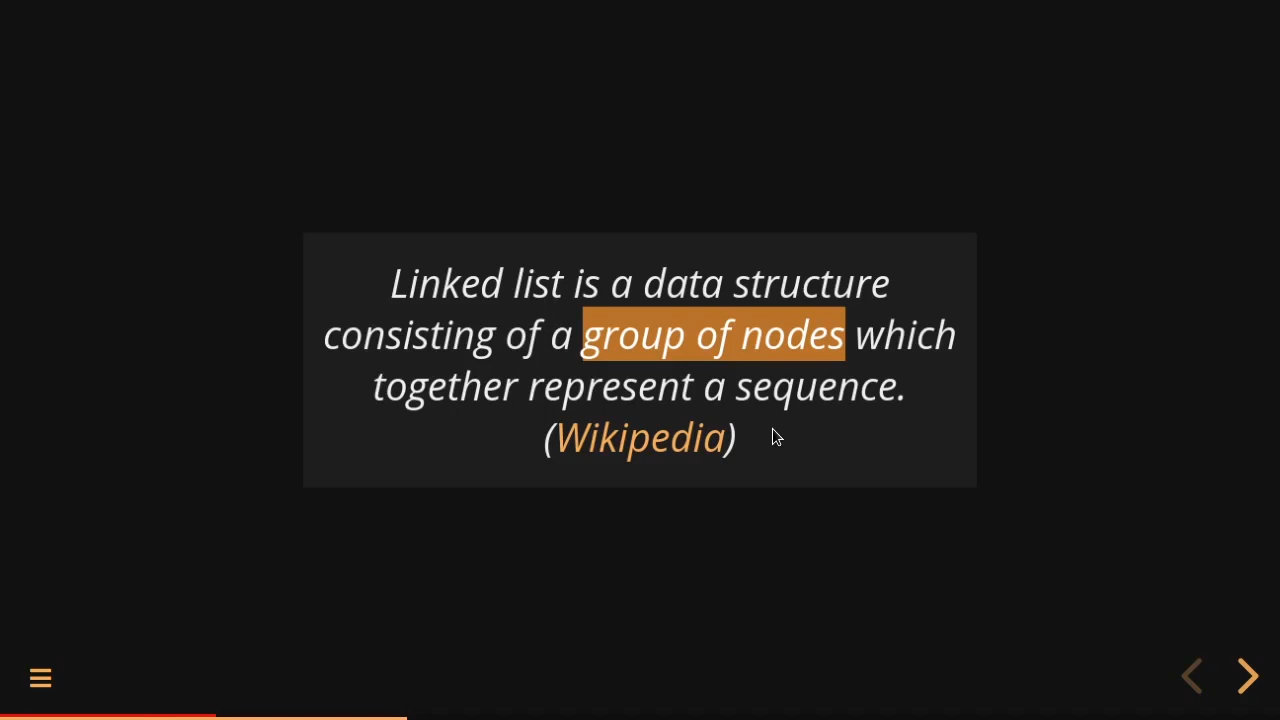 Linked list is a data structure
consisting of a group of nodes which
together represent a sequence.
(Wikipedia)